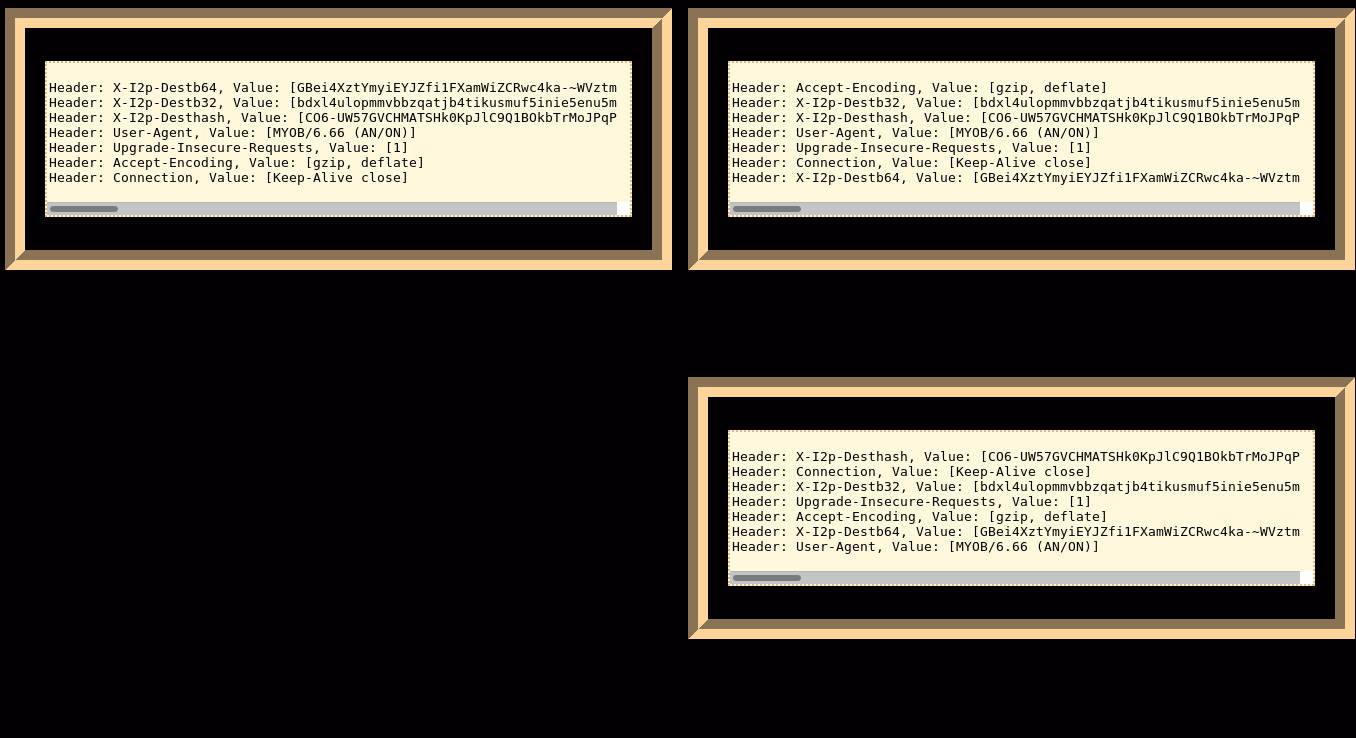 Header: X-I2p-Destb64, Value: [GBei4XztYmyiEYJZfi1FXamWiZCRwc4ka-~WVztm
Header: X-I2p-Destb32, Value: [bdxl4ulopmmvbbzqatjb4tikusmuf5inie5enu5m
Header: X-I2p-Desthash, Value: [CO6-UW57GVCHMATSHk0KpJlC9Q1BOkbTrMoJPqP
Header: User-Agent, Value: [MYOB/6.66 (AN/ON)]
Header: Upgrade-Insecure-Requests, Value: [1]
Header: Accept-Encoding, Value: [gzip, deflate]
Header: Connection, Value: [Keep-Alive close]
Header: Accept-Encoding, Value: [gzip, deflate]
Header: X-I2p-Destb32, Value: [bdxl4ulopmmvbbzqatjb4tikusmuf5inie5enu5m
Header: X-I2p-Desthash, Value: [CO6-UW57GVCHMATSHk0KpJlC9Q1BOkbTrMoJPqP
Header: User-Agent, Value: [MYOB/6.66 (AN/ON)]
Header: Upgrade-Insecure-Requests, Value: [1]
Header: Connection, Value: [Keep-Alive close]
Header: X-I2p-Destb64, Value: [GBei4XztYmyiEYJZfi1FXamWiZCRwc4ka-~WVztm
Header: X-I2p-Desthash, Value: [CO6-UW57GVCHMATSHk0KpJlC9Q1BOkbTrMoJPqP
Header: Connection, Value: [Keep-Alive close]
Header: X-I2p-Destb32, Value: [bdxl4ulopmmvbbzqatjb4tikusmuf5inie5enu5m
Header: Upgrade-Insecure-Requests, Value: [1]
Header: Accept-Encoding, Value: [gzip, deflate]
Header: X-I2p-Destb64, Value: [GBei4XztYmyiEYJZfi1FXamWiZCRwc4ka-~WVztm
Header: User-Agent, Value: [MYOB/6.66 (AN/ON)]